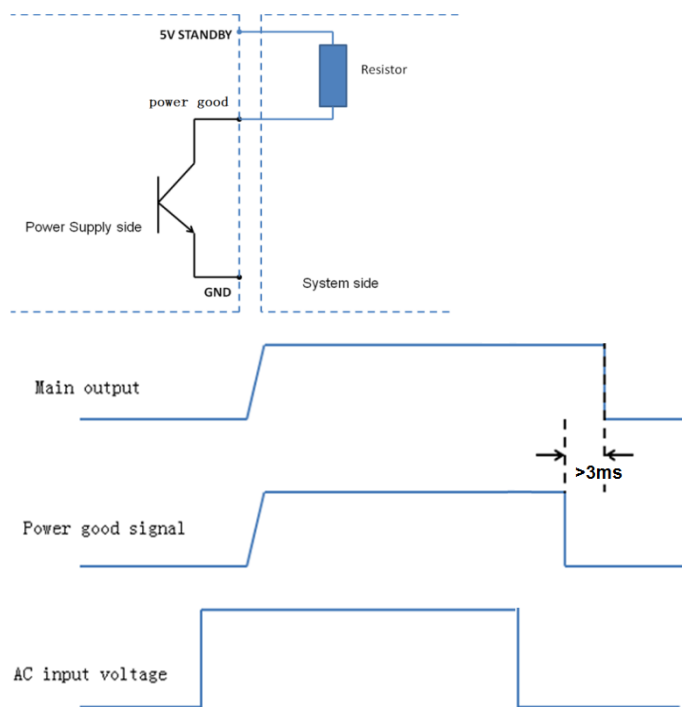 5V STANDBY
Resistor
power good
Power Supply side
System side
GND
Main output
>3ms
Power good signal
AC input voltage